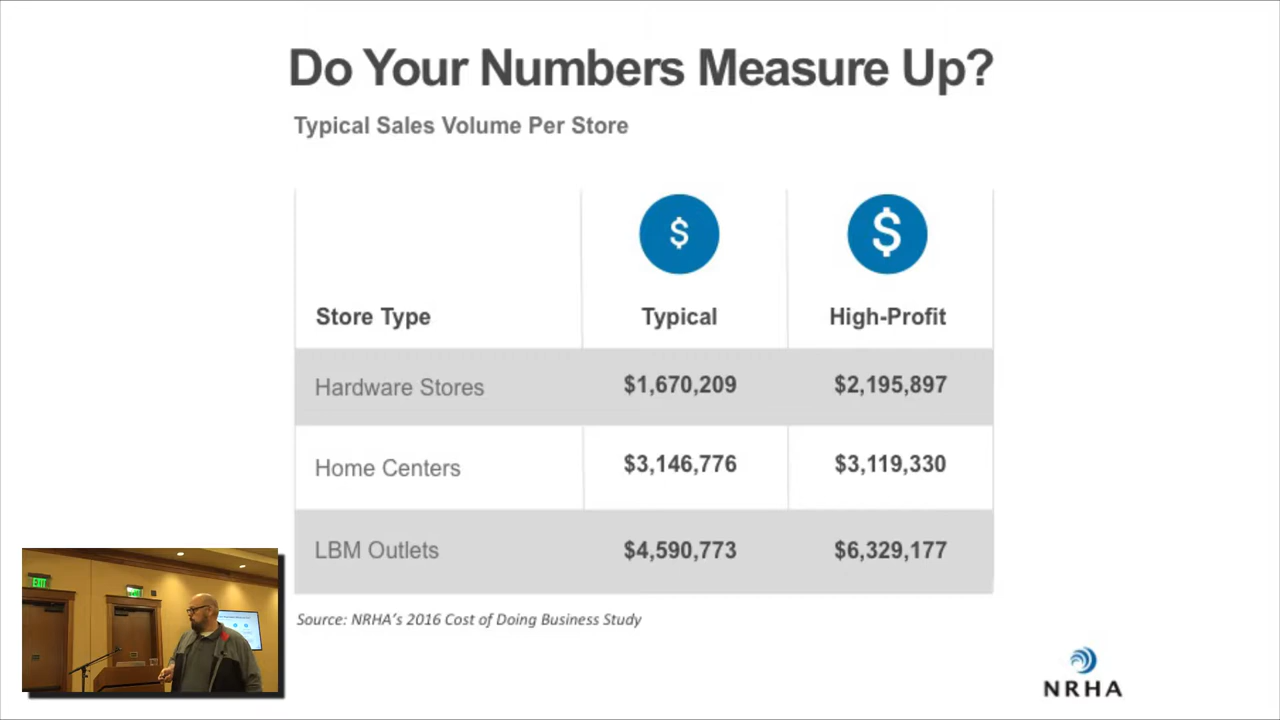 Do Your Numbers Measure Up?
Typical Sales Volume Per Store
$ $
Store Type Typical High-Profit
Hardware Stores $1,670,209 $2,195,897
Home Centers $3,146,776 $3,119,330
LBM Outlets $4,590,773 $6,329,177
Source: NRHA's 2016 Cost of Doing Business Study
EXIT
NRHA